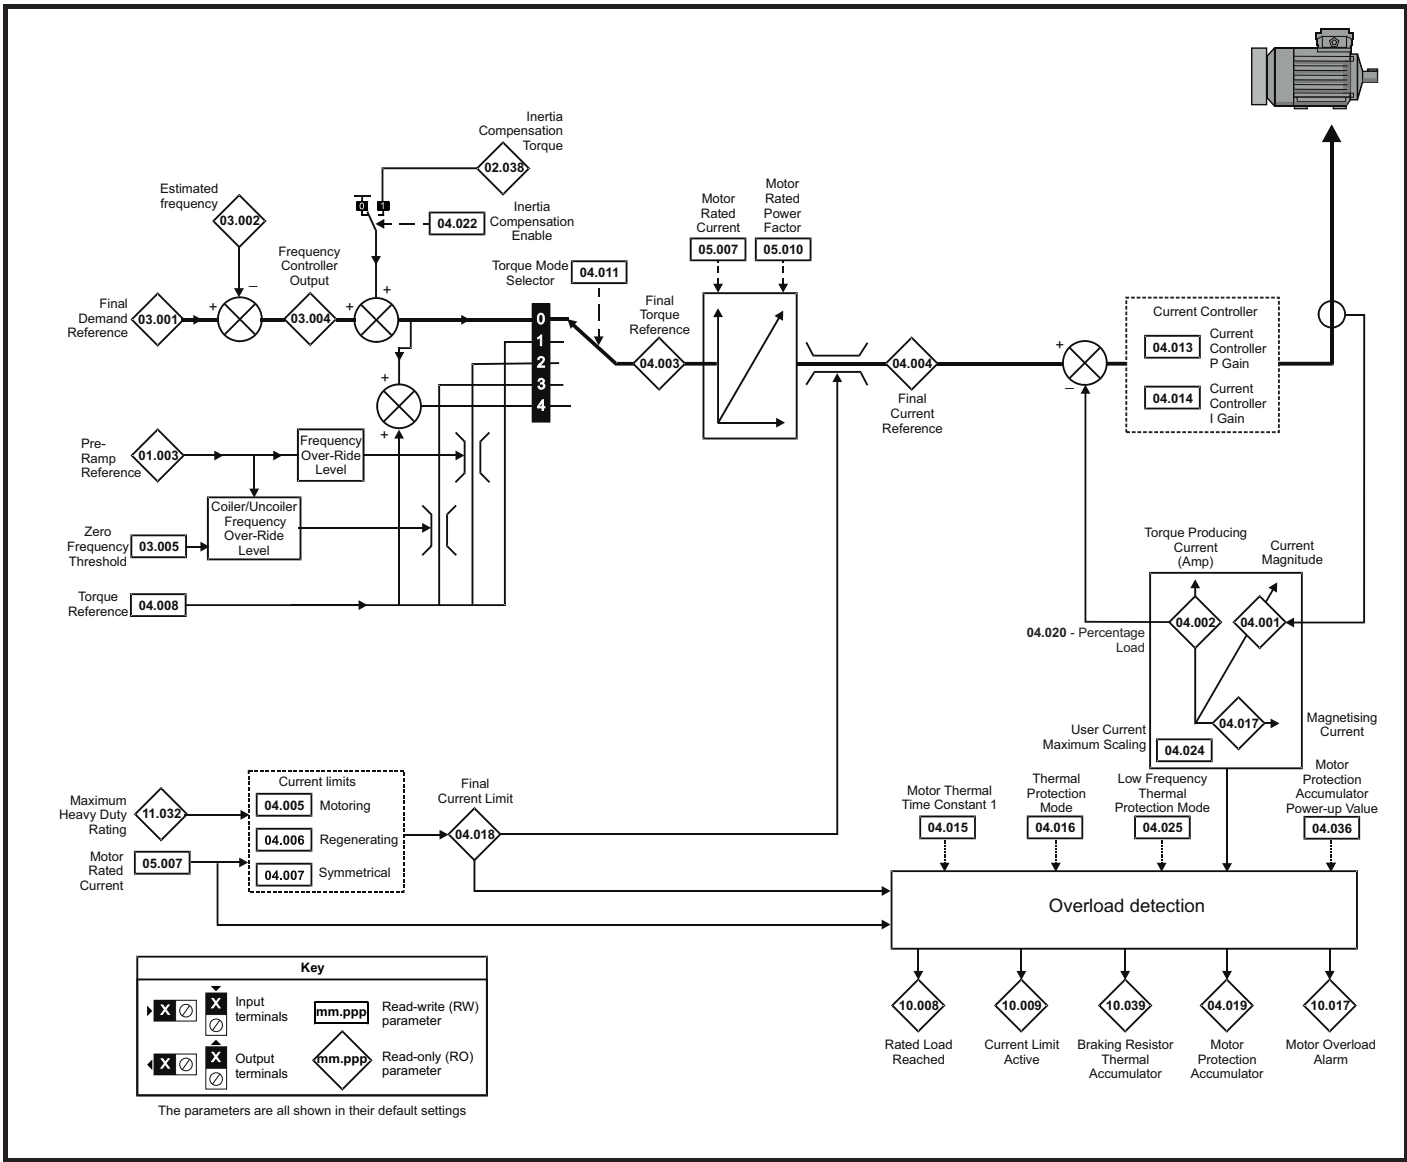 Inertia
Compensation
Torque
02.038
Estimated
frequency
03.002
0 1
04.022
Inertia
Compensation
Enable
Frequency
Controller
Output
Final
Demand
Reference
03.001
+
–
03.004
+
+
Torque Mode
Selector
04.011
0
1
2
3
4
+
+
Final
Torque
Reference
04.003
Motor
Rated
Current
05.007
Motor
Rated
Power
Factor
05.010
04.004
Final
Current
Reference
+
–
Current Controller
04.013
Current
Controller
P Gain
04.014
Current
Controller
I Gain
Pre-
Ramp
Reference
01.003
Frequency
Over-Ride
Level
Coiler/Uncoiler
Frequency
Over-Ride
Level
Zero
Frequency
Threshold
03.005
Torque
Reference
04.008
Torque Producing
Current
(Amp)
Current
Magnitude
04.002
04.001
04.020 - Percentage
Load
04.017
Magnetising
Current
User Current
Maximum Scaling
04.024
Maximum
Heavy Duty
Rating
11.032
Motor
Rated
Current
05.007
Current limits
04.005 Motoring
04.006 Regenerating
04.007 Symmetrical
Final
Current Limit
04.018
Motor Thermal
Time Constant 1
04.015
Thermal
Protection
Mode
04.016
Low Frequency
Thermal
Protection Mode
04.025
Motor
Protection
Accumulator
Power-up Value
04.036
Overload detection
10.008
Rated Load
Reached
10.009
Current Limit
Active
10.039
Braking Resistor
Thermal
Accumulator
04.019
Motor
Protection
Accumulator
10.017
Motor Overload
Alarm
Key
X
X
Input
terminals
mm.ppp
Read-write (RW)
parameter
X
X
Output
terminals
mm.ppp
Read-only (RO)
parameter
The parameters are all shown in their default settings